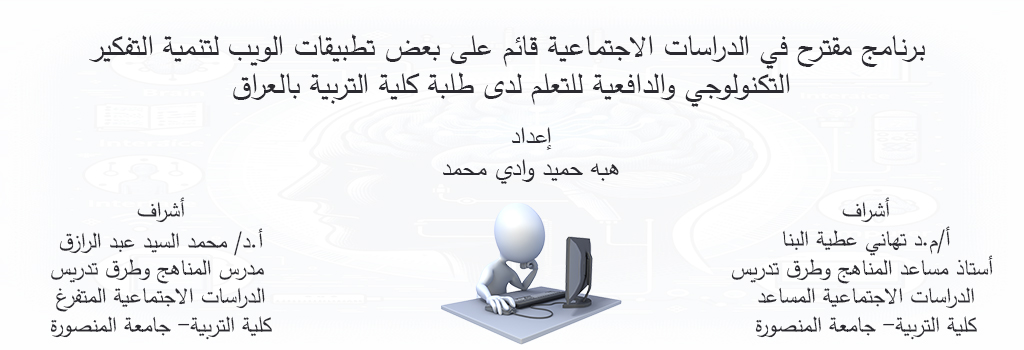 برنامج مقترح في الدراسات الاجتماعية قائم على بعض تطبيقات الويب لتنمية التفكير
التكنولوجي والدافعية للتعلم لدى طلبة كلية التربية بالعراق
إعداد
هبه حميد وادي محمد
أشراف
أ/م.د تهاني عطية البنا
أستاذ مساعد المناهج وطرق تدريس
الدراسات الاجتماعية المساعد
كلية التربية– جامعة المنصورة
أشراف
أ.د/ محمد السيد عبد الرازق
مدرس المناهج وطرق تدريس
الدراسات الاجتماعية المتفرغ
كلية التربية– جامعة المنصورة